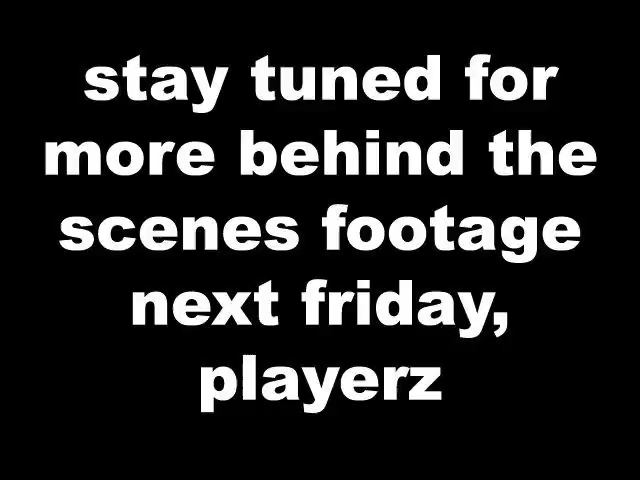 stay tuned for
more behind the
scenes footage
next friday,
playerz